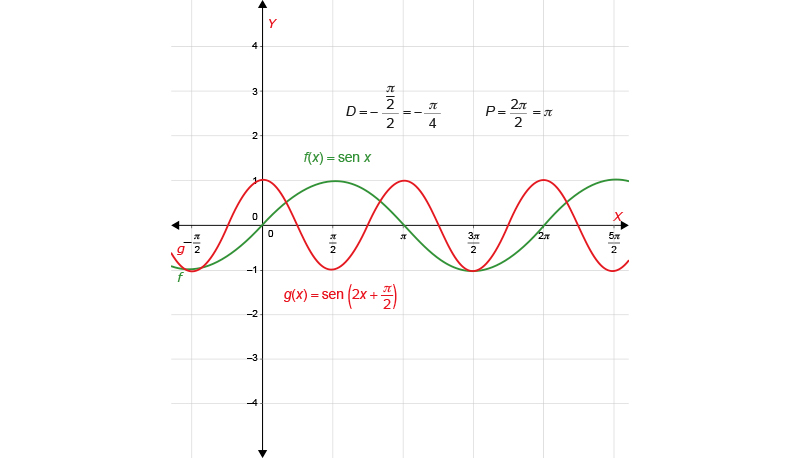 Y
4
3
D = −(π/2)/2 = −π/4
P = 2π/2 = π
2
f(x) = sen x
1
X
0
0
g
−π/2
π/2
π
3π/2
2π
5π/2
f
−1
g(x) = sen (2x + π/2)
−2
−3
−4